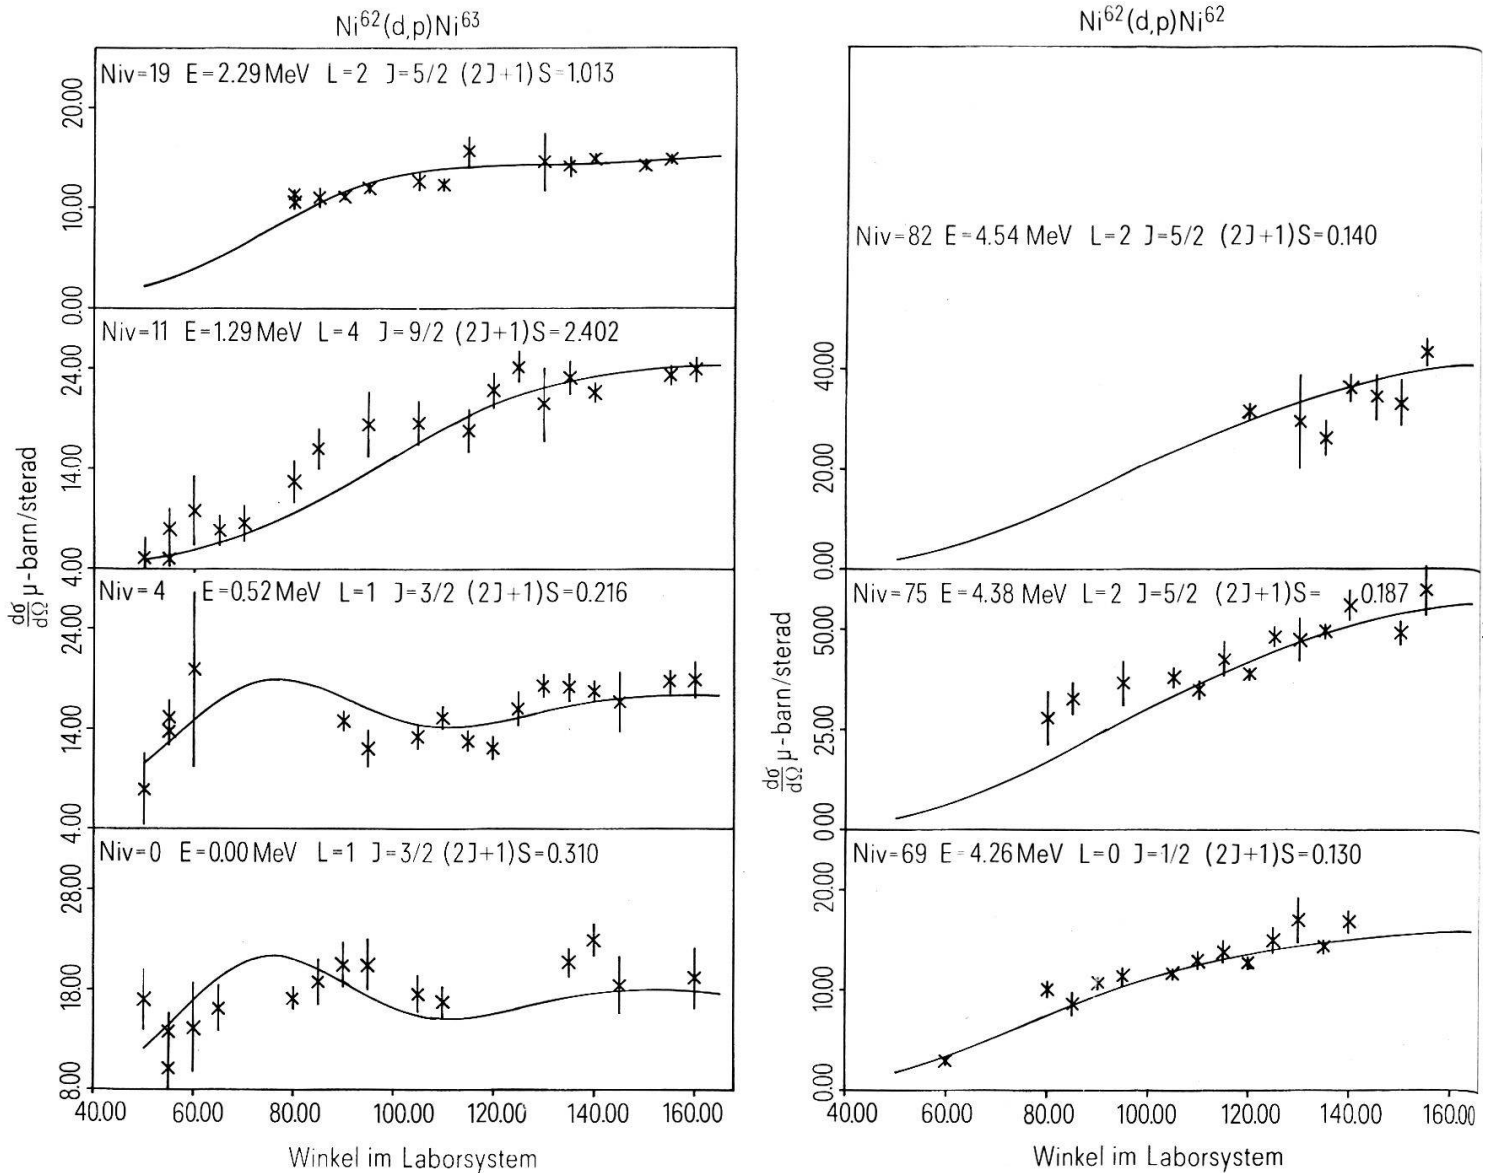 Ni⁶²(d,p)Ni⁶³
Niv=19 E=2.29 MeV L=2 J=5/2 (2J+1)S=1.013
20.00
10.00
0.00
Niv=11 E=1.29 MeV L=4 J=9/2 (2J+1)S=2.402
24.00
14.00
4.00
Niv=4 E=0.52 MeV L=1 J=3/2 (2J+1)S=0.216
24.00
14.00
4.00
Niv=0 E=0.00 MeV L=1 J=3/2 (2J+1)S=0.310
28.00
18.00
8.00
40.00 60.00 80.00 100.00 120.00 140.00 160.00
Winkel im Laborsystem
dσ/dΩ μ-barn/sterad
Ni⁶²(d,p)Ni⁶²
Niv=82 E=4.54 MeV L=2 J=5/2 (2J+1)S=0.140
40.00
20.00
0.00
Niv=75 E=4.38 MeV L=2 J=5/2 (2J+1)S= 0.187
50.00
25.00
0.00
Niv=69 E=4.26 MeV L=0 J=1/2 (2J+1)S=0.130
20.00
10.00
0.00
40.00 60.00 80.00 100.00 120.00 140.00 160.00
Winkel im Laborsystem
dσ/dΩ μ-barn/sterad